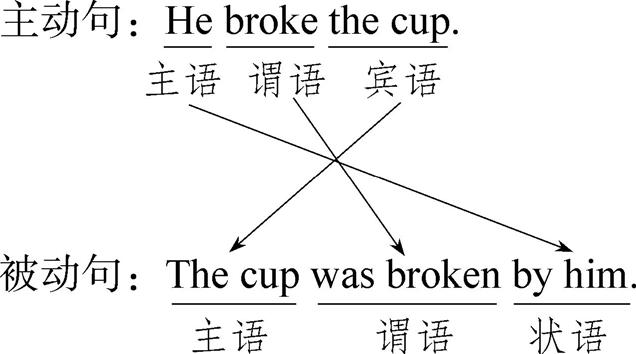 主动句：He broke the cup.
主语 谓语 宾语
被动句：The cup was broken by him.
主语 谓语 状语